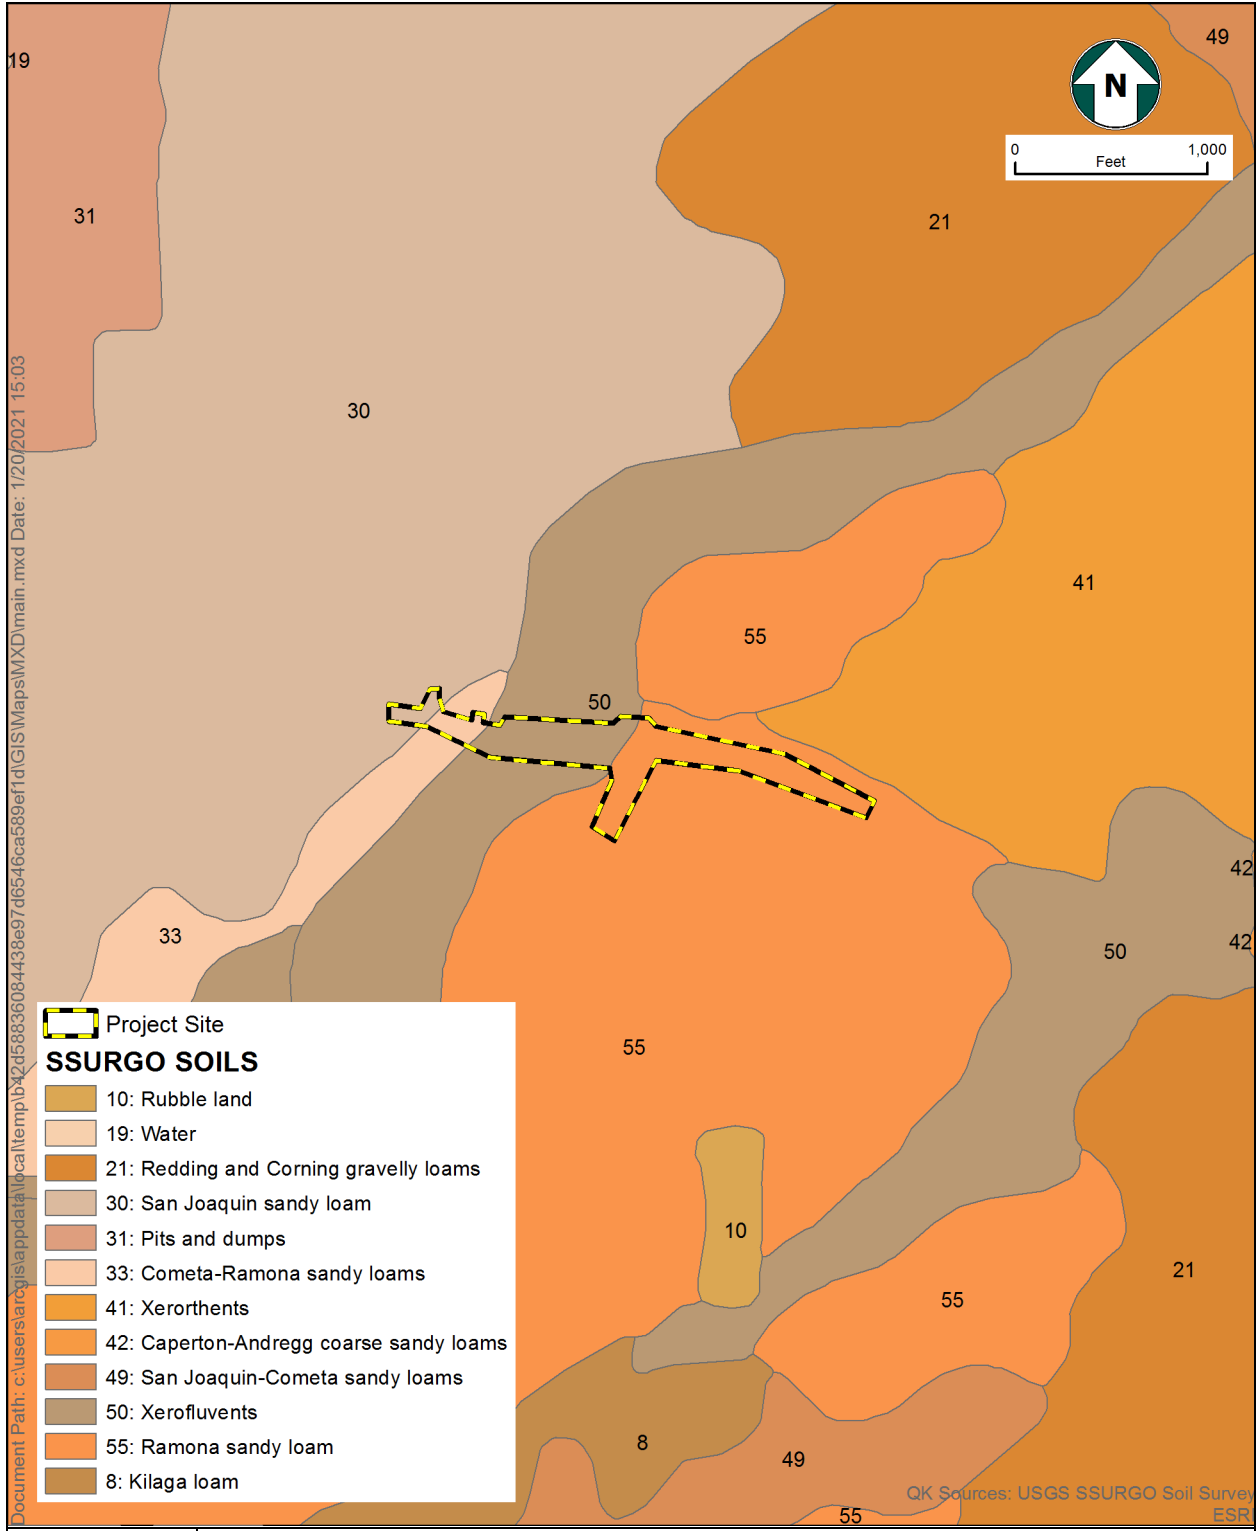 49
19
N
0 1,000
Feet
31
21
30
41
55
50
42
33
42
50
55
10
21
55
8
49
55
Project Site
SSURGO SOILS
10: Rubble land
19: Water
21: Redding and Corning gravelly loams
30: San Joaquin sandy loam
31: Pits and dumps
33: Cometa-Ramona sandy loams
41: Xerorthents
42: Caperton-Andregg coarse sandy loams
49: San Joaquin-Cometa sandy loams
50: Xerofluvents
55: Ramona sandy loam
8: Kilaga loam
Document Path: c:\users\arcgis\appdata\local\temp\b42d58836084438e97d6546ca589ef1d\GIS\Maps\MXD\main.mxd Date: 1/20/2021 15:03
QK Sources: USGS SSURGO Soil Survey
ESRI